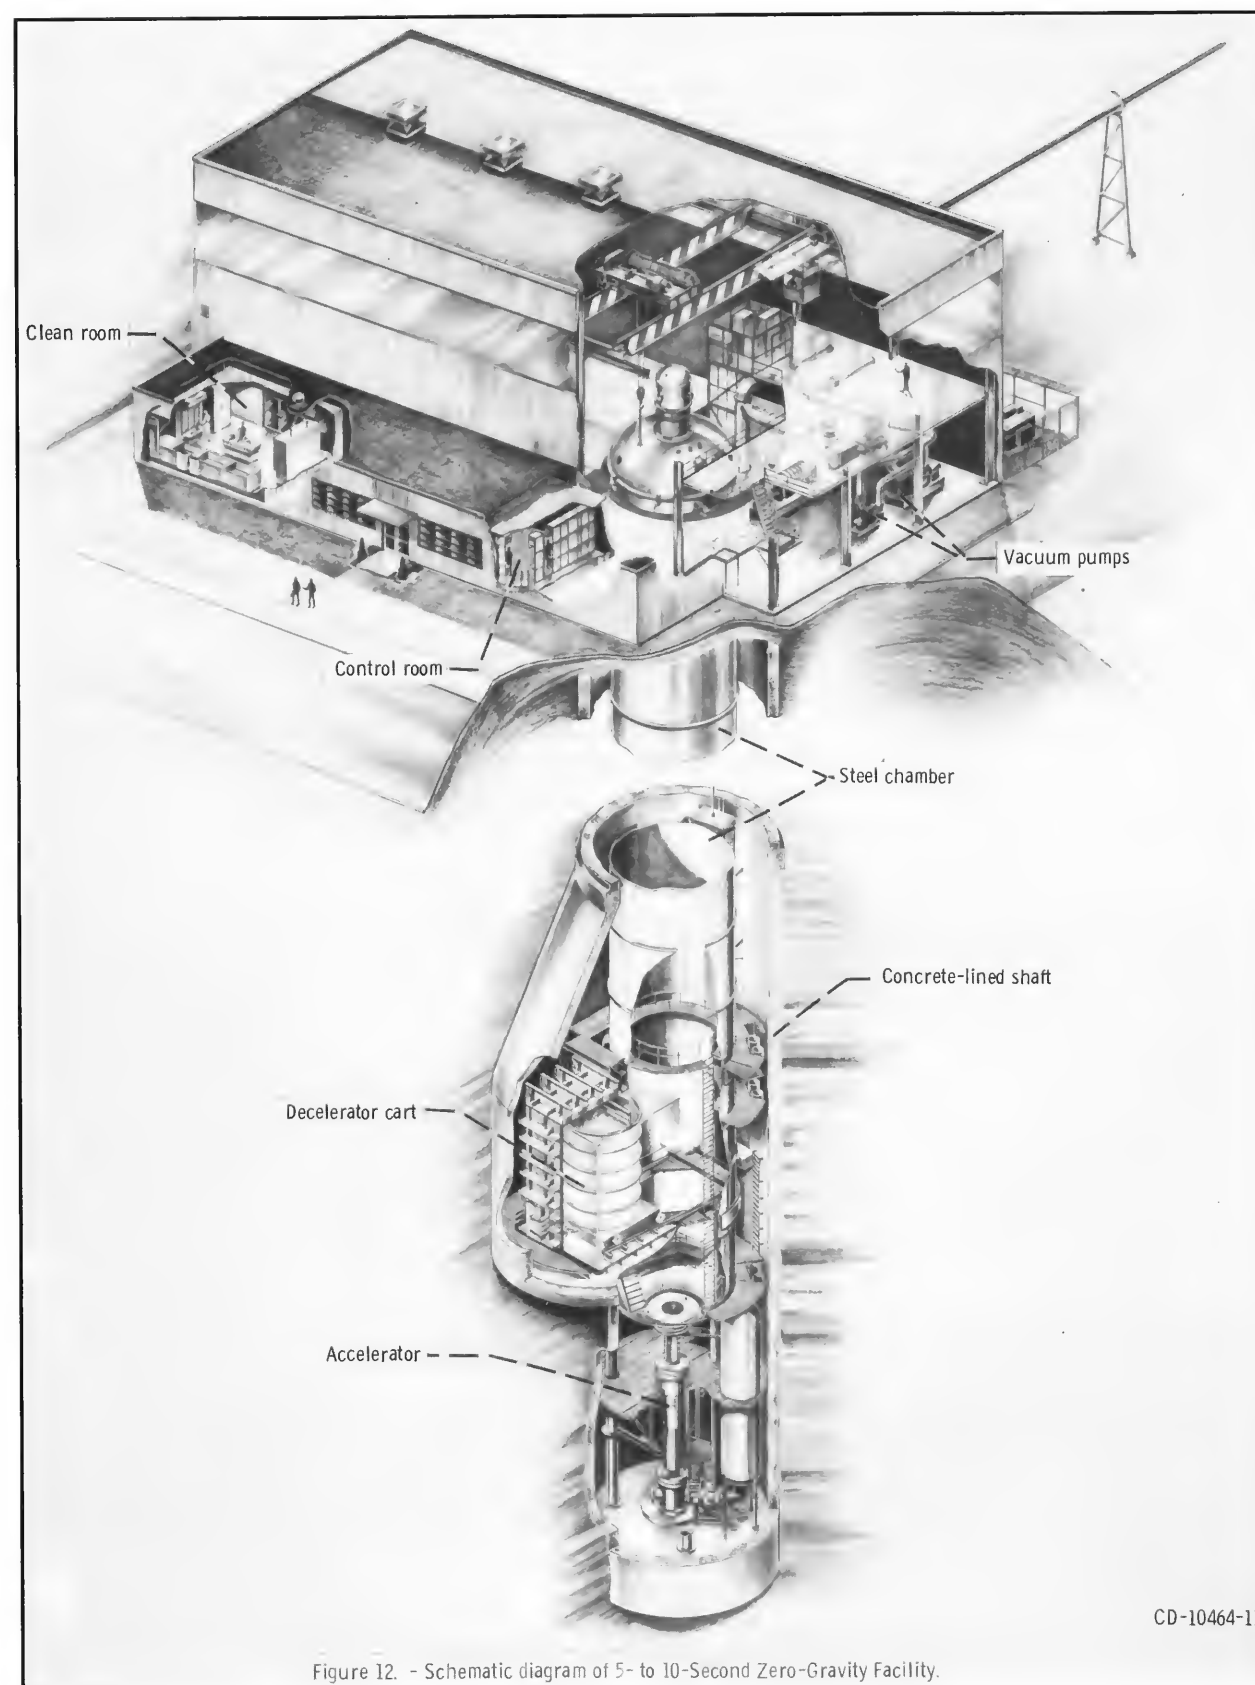 Clean room
Vacuum pumps
Control room
Steel chamber
Concrete-lined shaft
Decelerator cart
Accelerator
CD-10464-1
Figure 12. - Schematic diagram of 5- to 10-Second Zero-Gravity Facility.